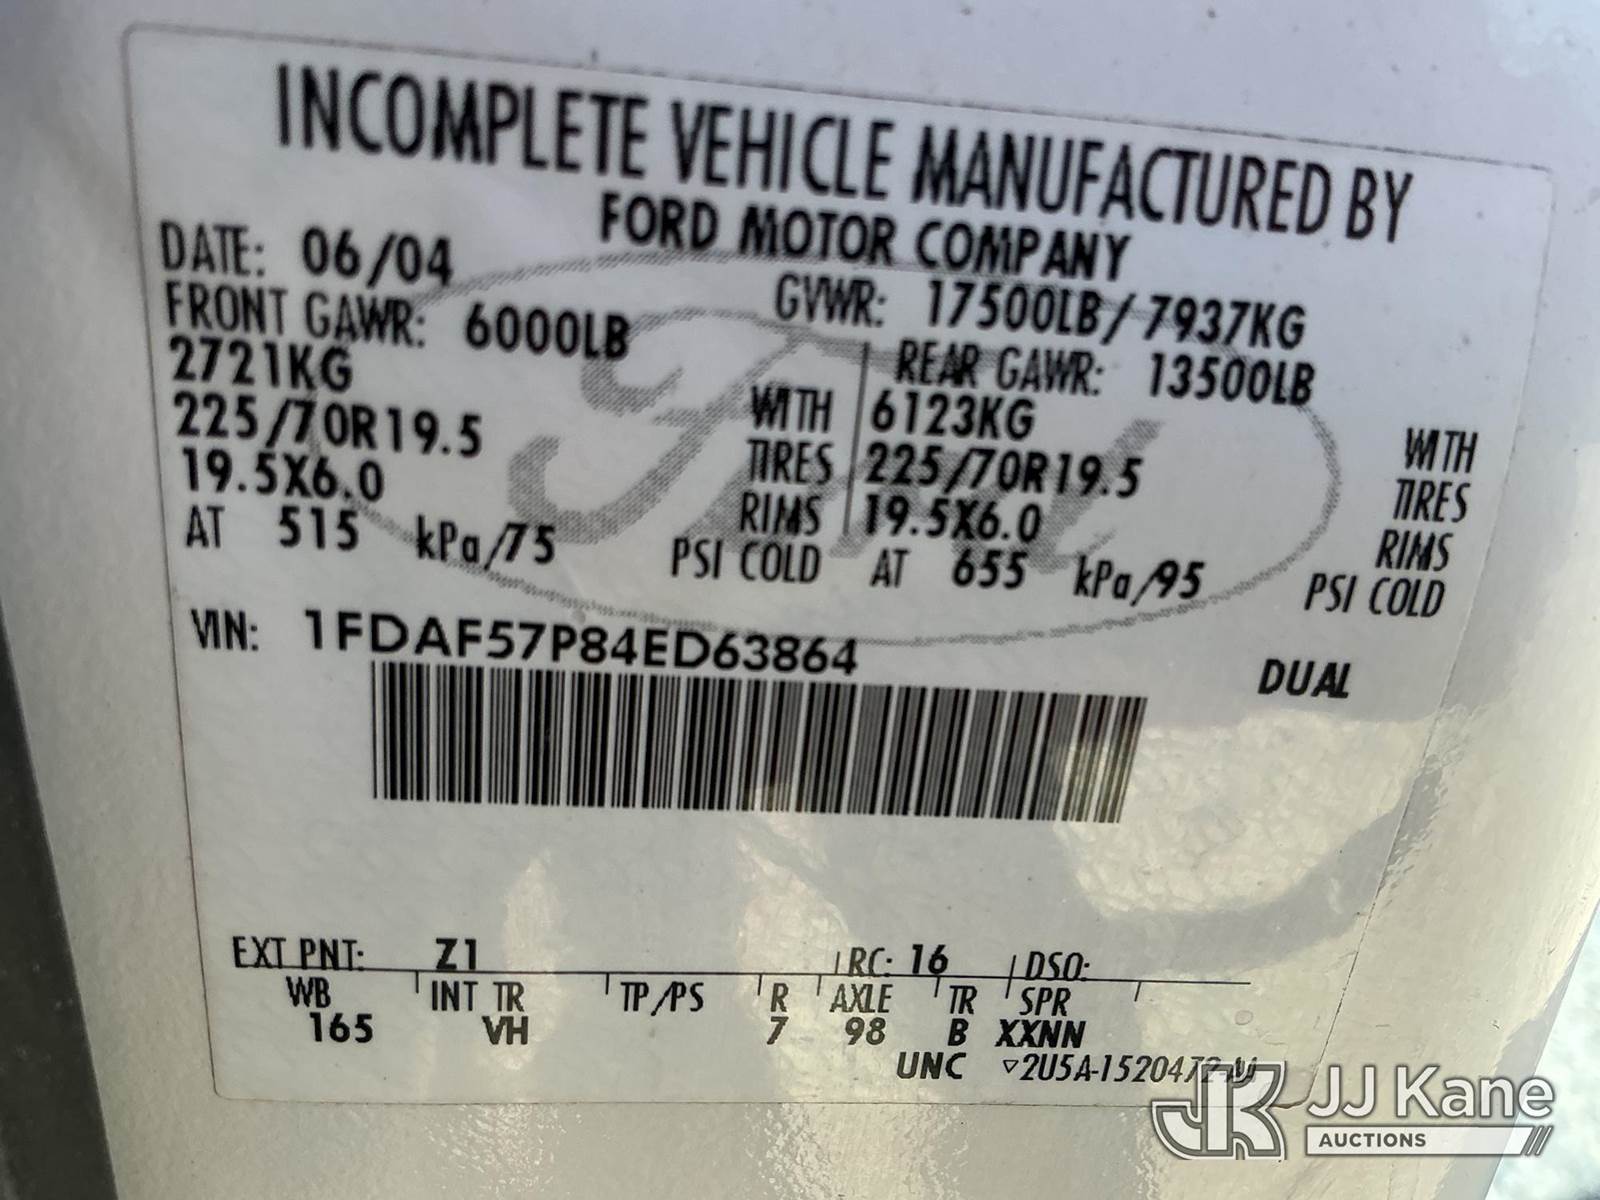 INCOMPLETE VEHICLE MANUFACTURED BY
FORD MOTOR COMPANY
DATE: 06/04
GVWR: 17500LB / 7937KG
FRONT GAWR: 6000LB
REAR GAWR: 13500LB
2721KG WITH 6123KG WITH
225/70R19.5 TIRES 225/70R19.5 TIRES
19.5X6.0 RIMS 19.5X6.0 RIMS
AT 515 kPa/75 PSI COLD AT 655 kPa/95 PSI COLD
VIN: 1FDAF57P84ED63864
DUAL
EXT PNT: Z1 RC: 16 DSO:
WB INT TR TP/PS R AXLE TR SPR
165 VH 7 98 B XXNN
UNC ▽2U5A-1520472-
JK JJ Kane
AUCTIONS